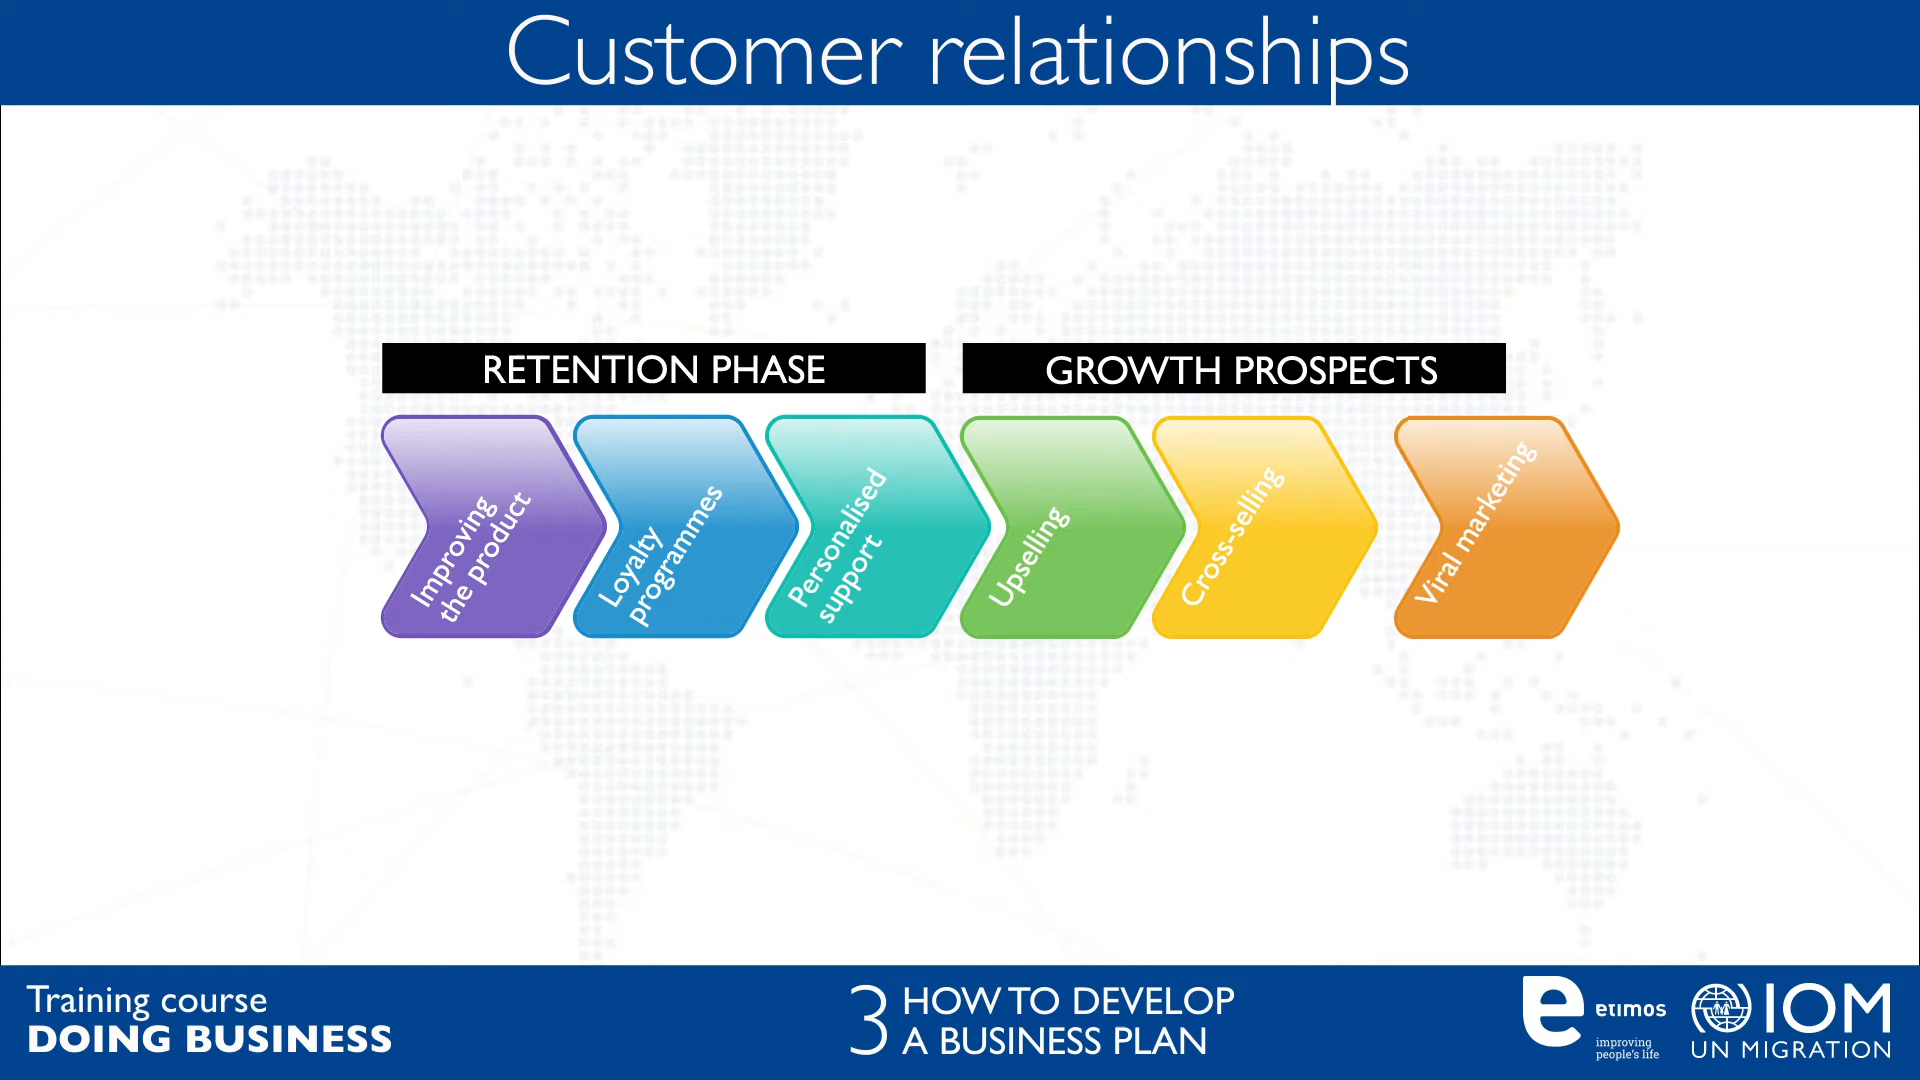 Customer relationships
RETENTION PHASE
GROWTH PROSPECTS
Improving
the product
Loyalty
programmes
Personalised
support
Upselling
Cross-selling
Viral marketing
Training course
DOING BUSINESS
3
HOW TO DEVELOP
A BUSINESS PLAN
e
etimos
improving
people's life
IOM
UN MIGRATION